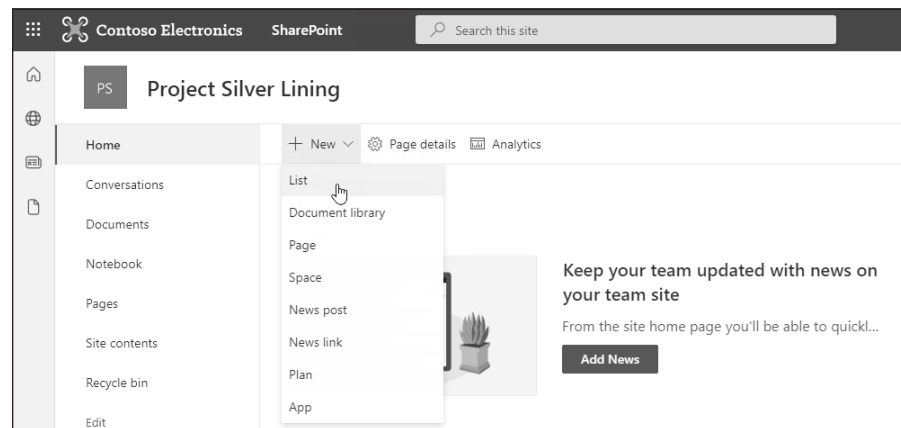 Contoso Electronics SharePoint Search this site
PS Project Silver Lining
Home
Conversations
Documents
Notebook
Pages
Site contents
Recycle bin
Edit
New Page details Analytics
List
Document library
Page
Space
News post
News link
Plan
App
Keep your team updated with news on
your team site
From the site home page you'll be able to quickl...
Add News